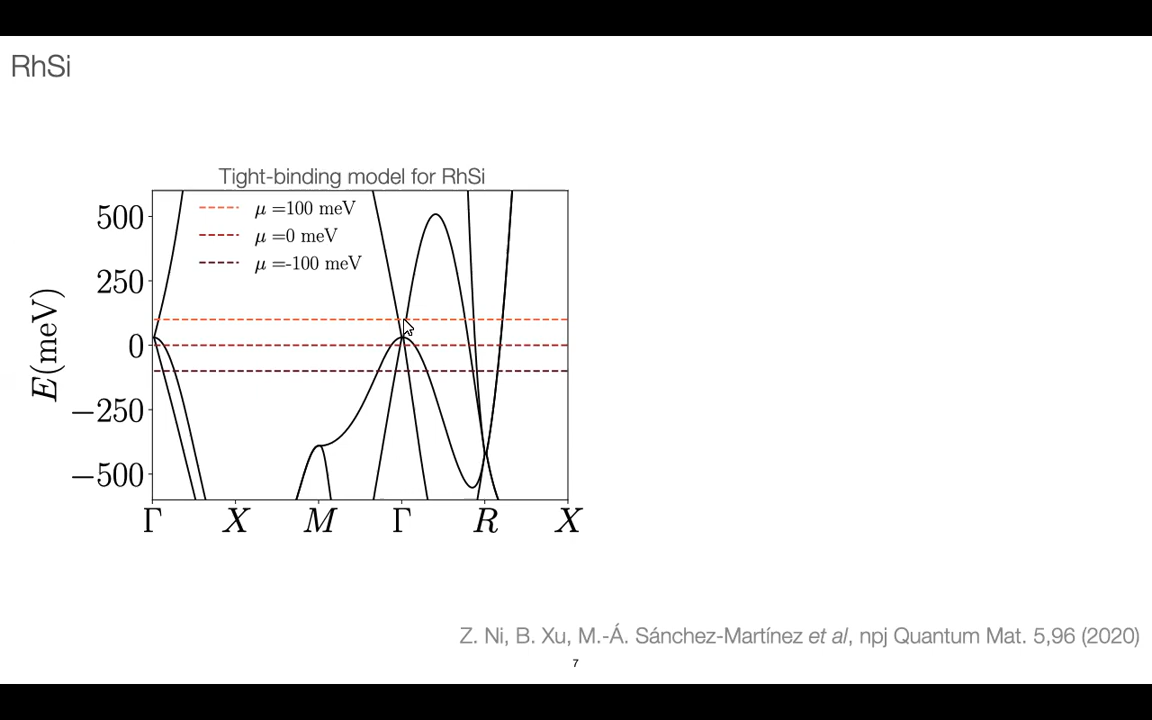 RhSi
Tight-binding model for RhSi
μ =100 meV
μ =0 meV
μ =-100 meV
E(meV)
500
250
0
−250
−500
Γ X M Γ R X
Z. Ni, B. Xu, M.-Á. Sánchez-Martínez et al, npj Quantum Mat. 5,96 (2020)
7